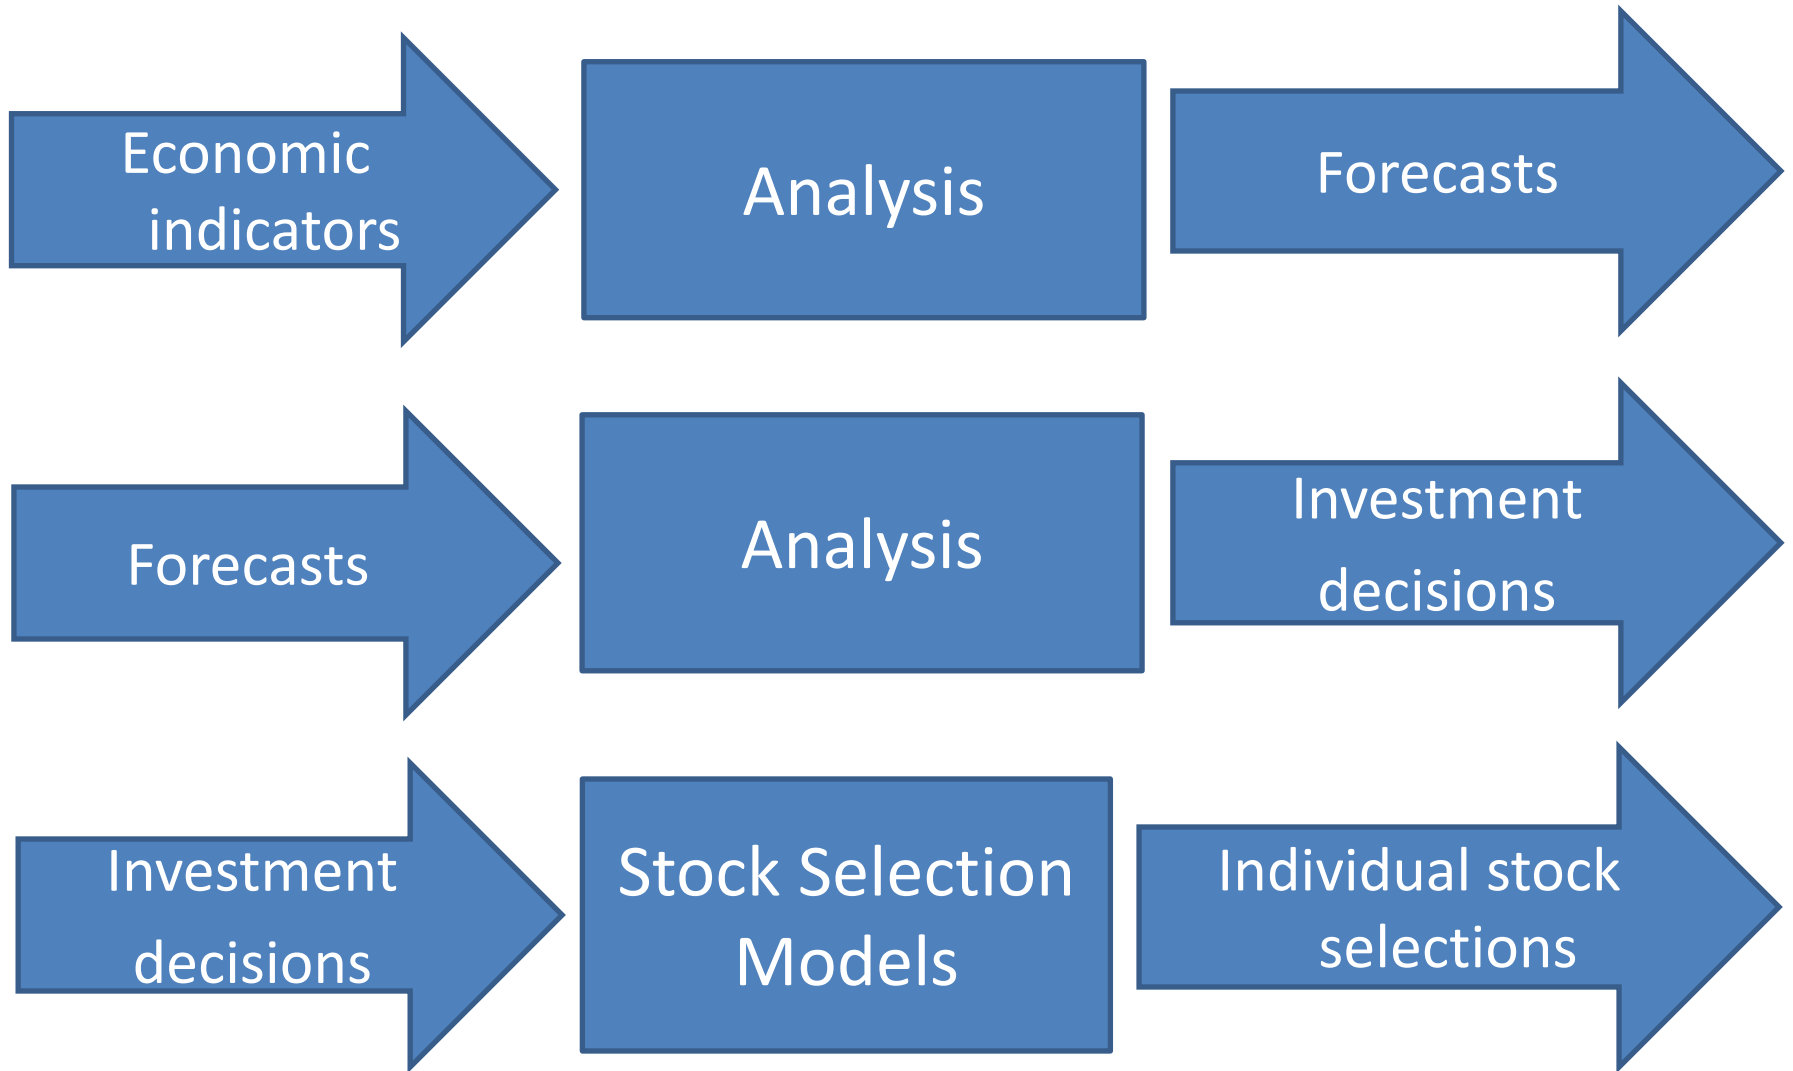 Economic
indicators
Analysis
Forecasts
Forecasts
Analysis
Investment
decisions
Investment
decisions
Stock Selection
Models
Individual stock
selections